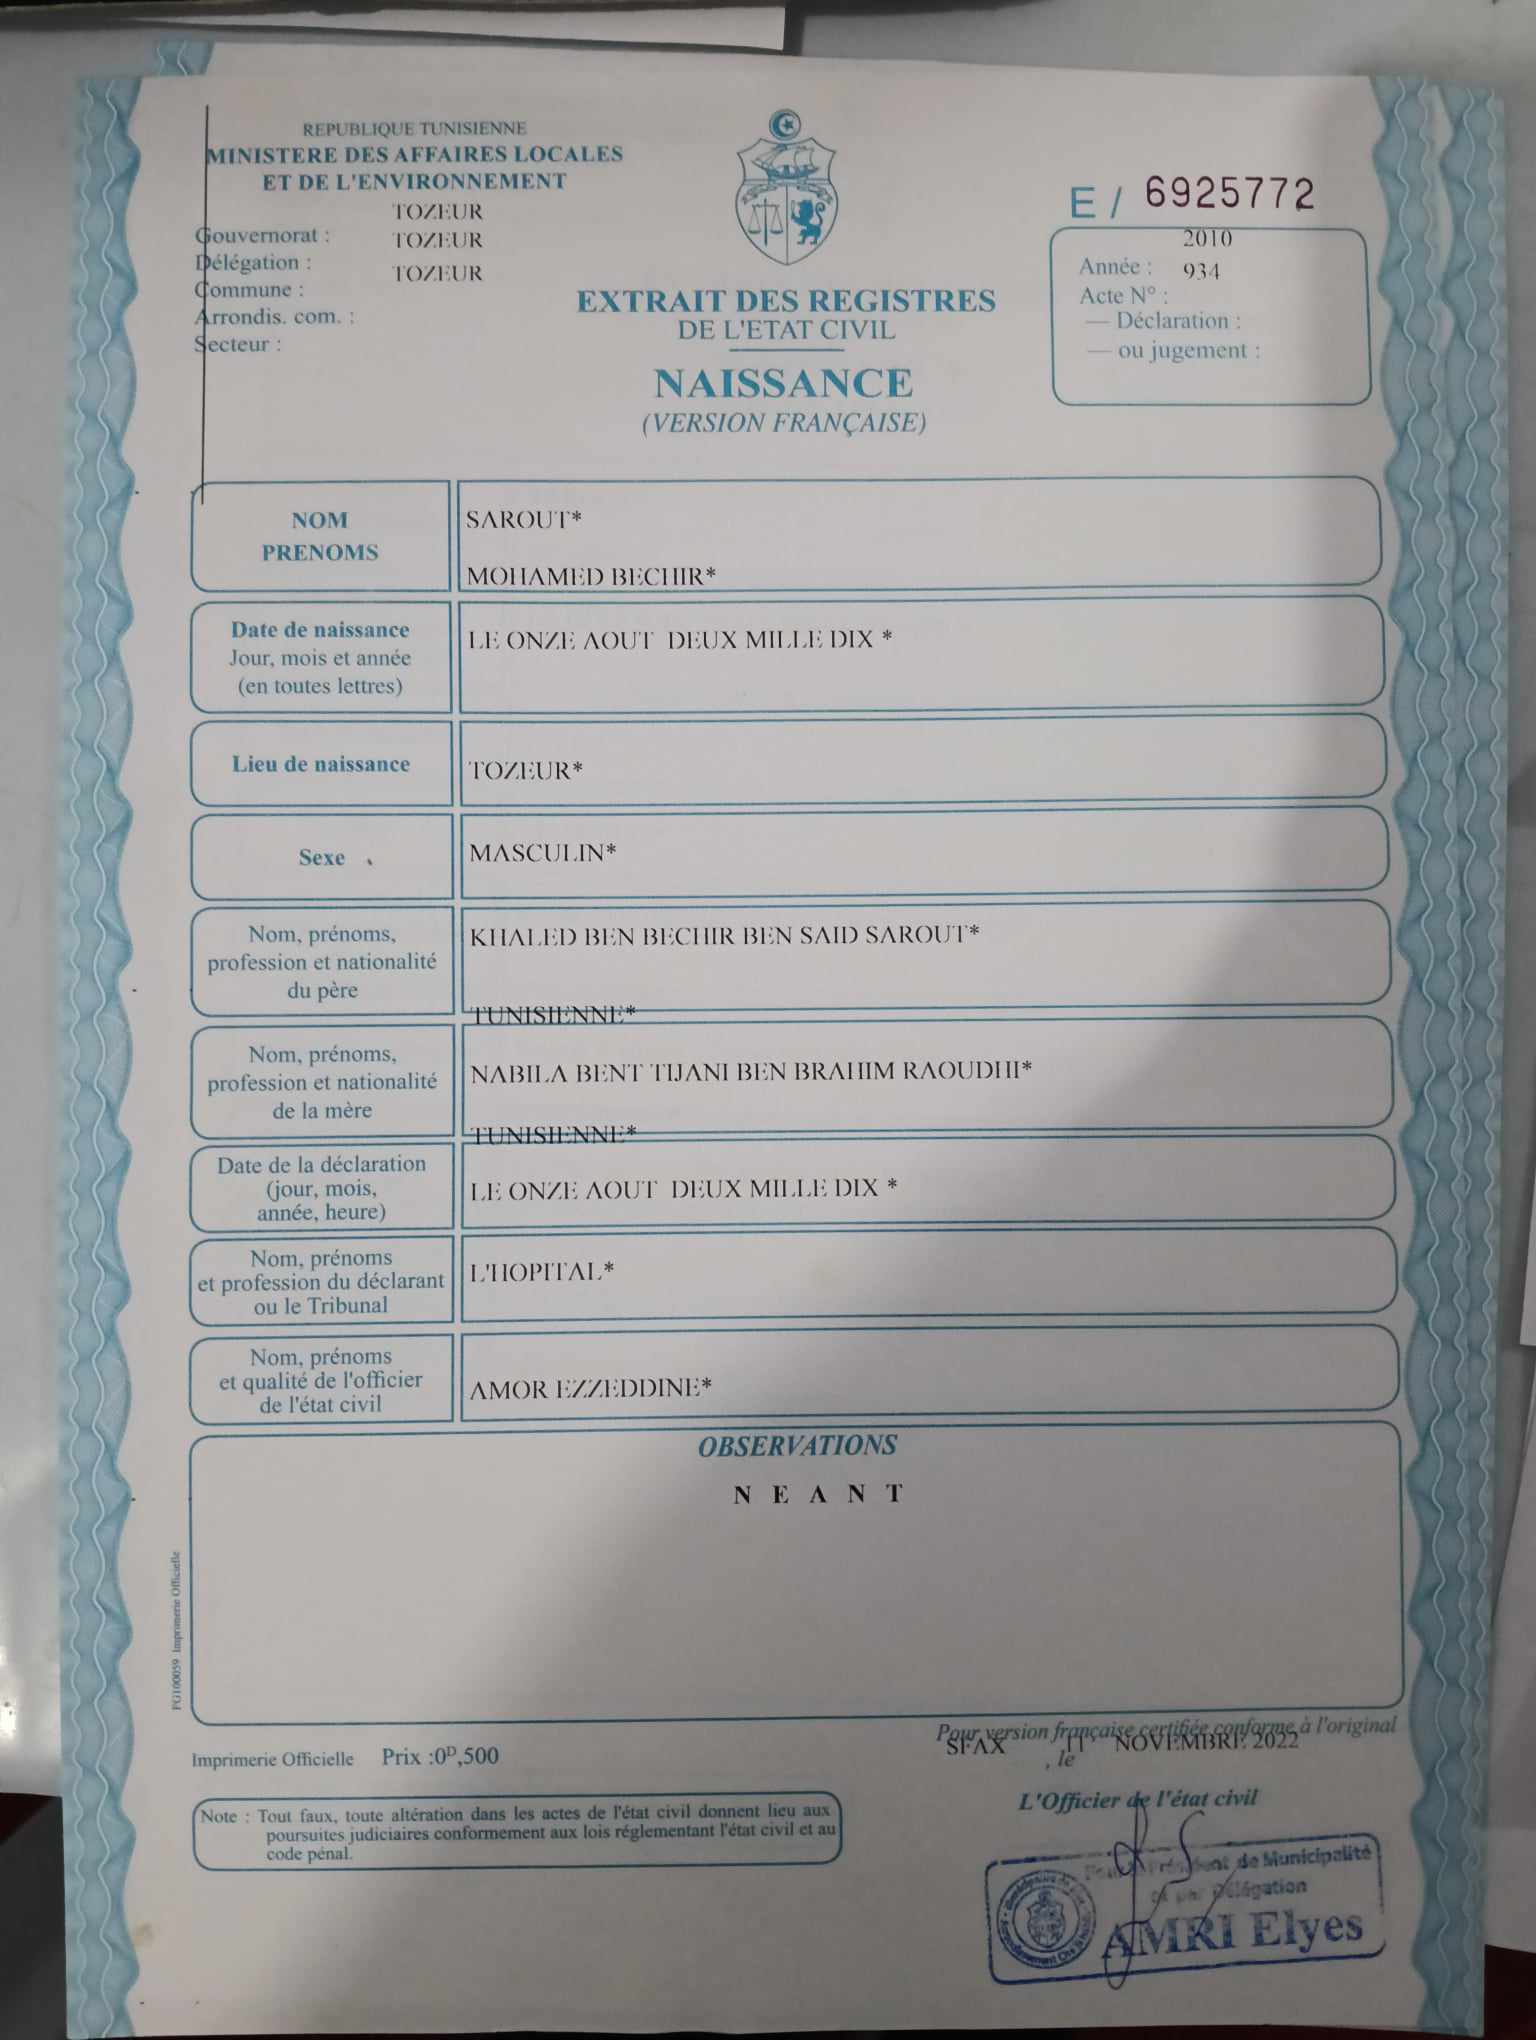 REPUBLIQUE TUNISIENNE
MINISTERE DES AFFAIRES LOCALES
ET DE L'ENVIRONNEMENT
TOZEUR
Gouvernorat : TOZEUR
Délégation :
TOZEUR
Commune :
Arrondis. com. :
Secteur :
E / 6925772
2010
Année : 934
Acte N° :
— Déclaration :
— ou jugement :
EXTRAIT DES REGISTRES
DE L'ETAT CIVIL
NAISSANCE
(VERSION FRANÇAISE)
NOM
PRENOMS
SAROUT*
MOHAMED BECHIR*
Date de naissance
Jour, mois et année
(en toutes lettres)
LE ONZE AOUT DEUX MILLE DIX *
Lieu de naissance
TOZEUR*
Sexe
MASCULIN*
Nom, prénoms,
profession et nationalité
du père
KHALED BEN BECHIR BEN SAID SAROUT*
TUNISIENNE*
Nom, prénoms,
profession et nationalité
de la mère
NABILA BENT TIJANI BEN BRAHIM RAOUDHI*
TUNISIENNE*
Date de la déclaration
(jour, mois,
année, heure)
LE ONZE AOUT DEUX MILLE DIX *
Nom, prénoms
et profession du déclarant
ou le Tribunal
L'HOPITAL*
Nom, prénoms
et qualité de l'officier
de l'état civil
AMOR EZZEDDINE*
OBSERVATIONS
N E A N T
PG100059 Imprimerie Officielle
Imprimerie Officielle Prix :0D,500
Pour version française certifiée conforme à l'original
SFAX 11 NOVEMBRE 2022
, le
L'Officier de l'état civil
Note : Tout faux, toute altération dans les actes de l'état civil donnent lieu aux
poursuites judiciaires conformement aux lois réglementant l'état civil et au
code pénal.
Président de Municipalité
par Délégation
AMRI Elyes